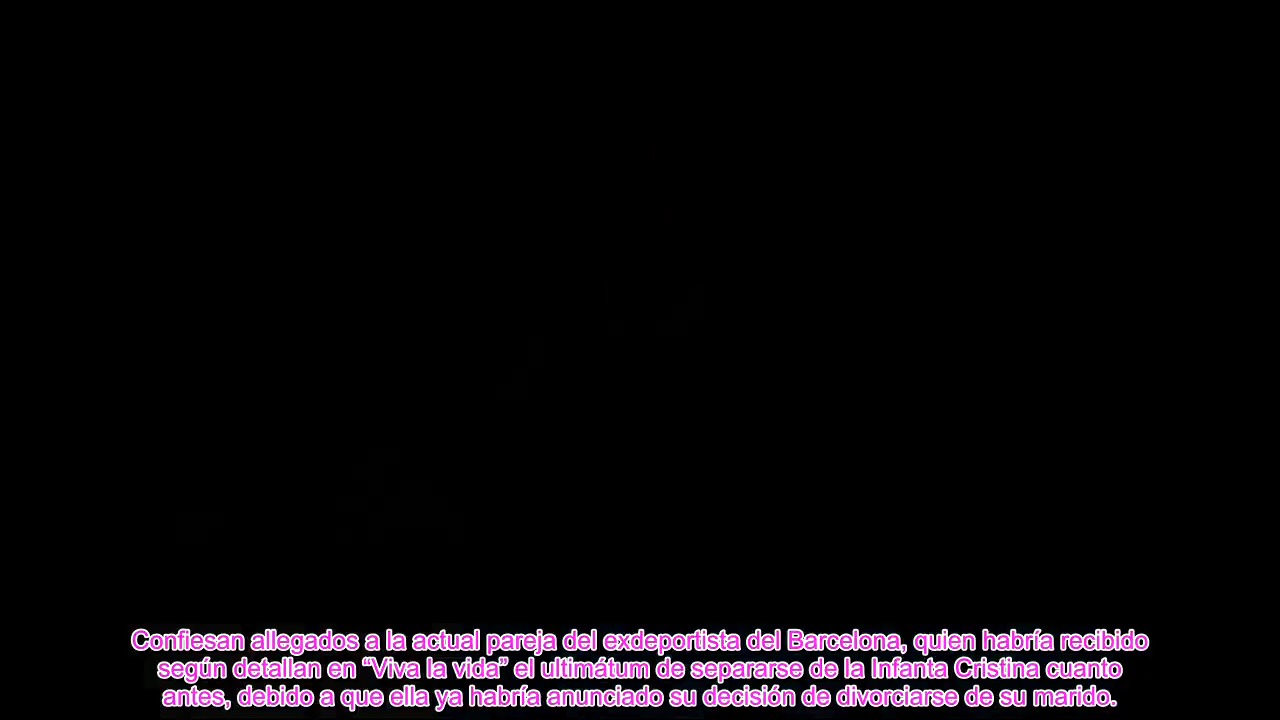 Confiesan allegados a la actual pareja del exdeportista del Barcelona, quien habría recibido
según detallan en “Viva la vida” el ultimátum de separarse de la Infanta Cristina cuanto
antes, debido a que ella ya habría anunciado su decisión de divorciarse de su marido.